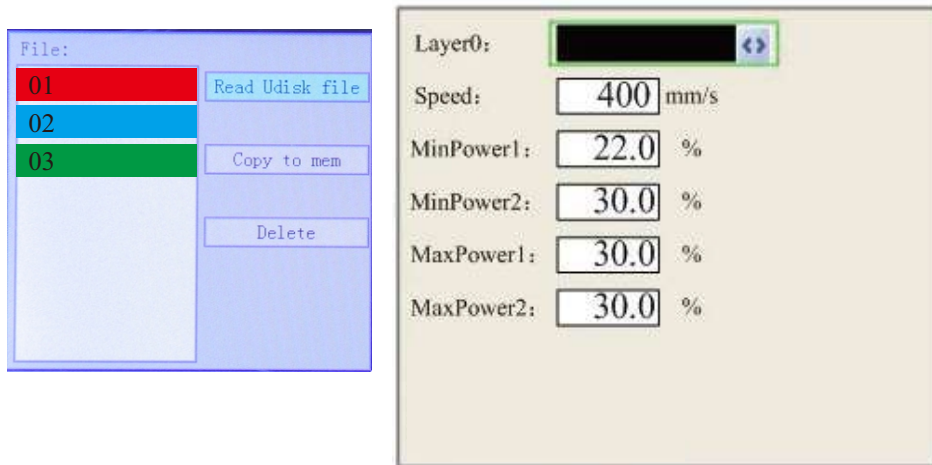 File:
01
Read Udisk file
02
03
Copy to mem
Delete
Layer0:
Speed: 400 mm/s
MinPower1: 22.0 %
MinPower2: 30.0 %
MaxPower1: 30.0 %
MaxPower2: 30.0 %